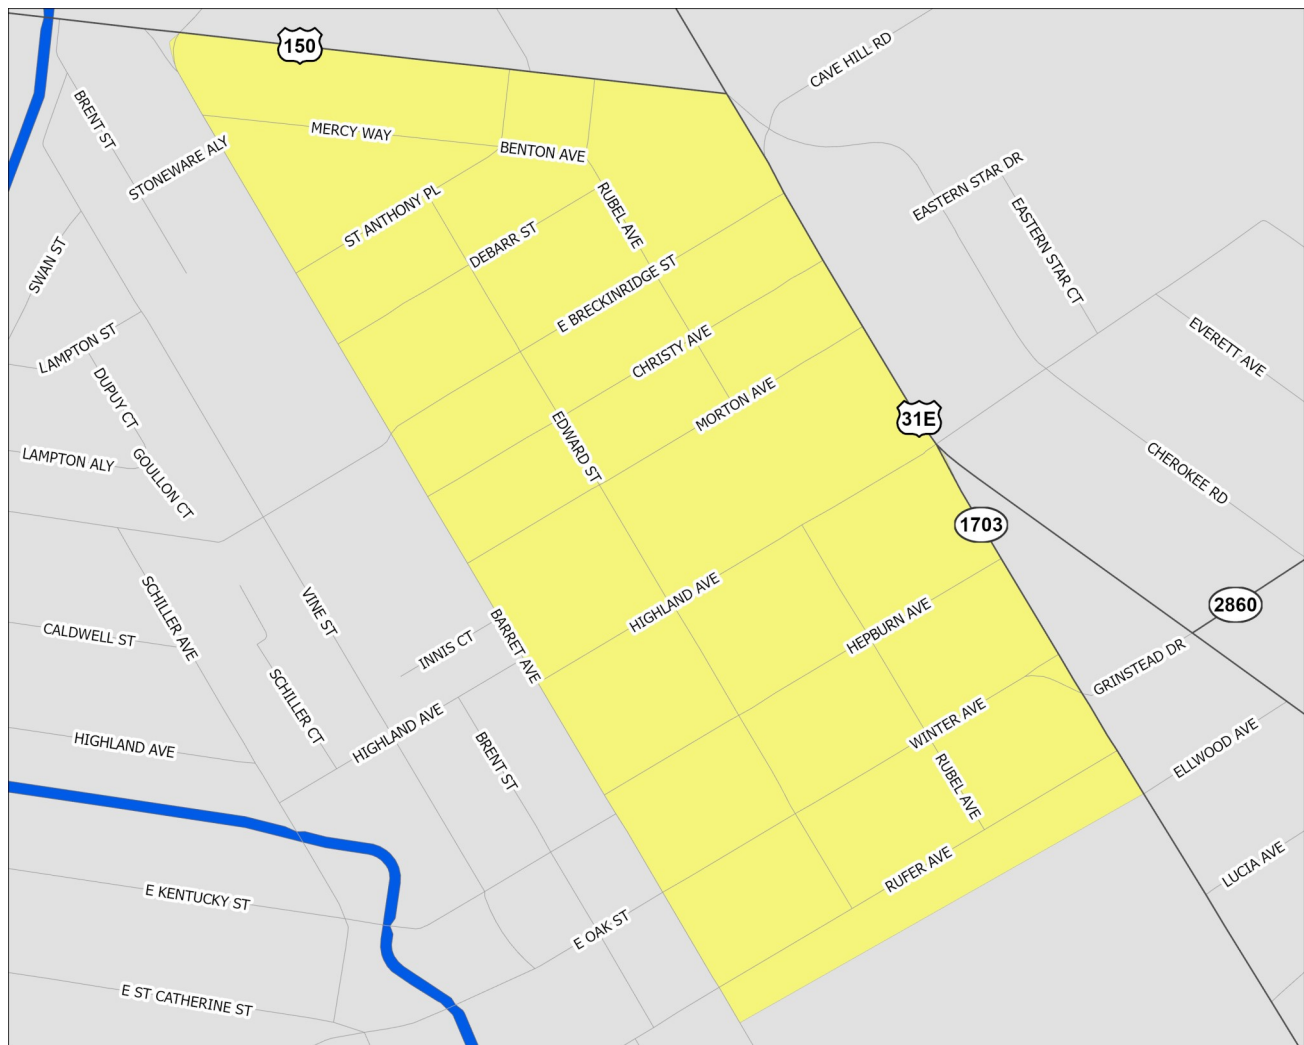 150
CAVE HILL RD
BRENT ST
MERCY WAY
STONEWARE ALY
BENTON AVE
EASTERN STAR DR
ST ANTHONY PL
RUBEL AVE
DEBARR ST
EASTERN STAR CT
SWAN ST
E BRECKINRIDGE ST
LAMPTON ST
CHRISTY AVE
EVERETT AVE
DUPUY CT
MORTON AVE
31E
EDWARD ST
LAMPTON ALY
GOULLON CT
CHEROKEE RD
1703
SCHILLER AVE
VINE ST
HIGHLAND AVE
2860
CALDWELL ST
INNIS CT
BARRET AVE
HEPBURN AVE
GRINSTEAD DR
SCHILLER CT
HIGHLAND AVE
HIGHLAND AVE
WINTER AVE
BRENT ST
ELLWOOD AVE
RUBEL AVE
RUFER AVE
LUCIA AVE
E KENTUCKY ST
E OAK ST
E ST CATHERINE ST